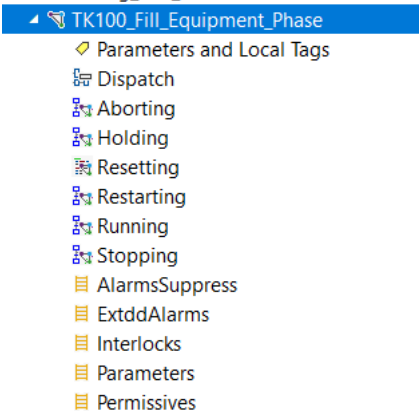 TK100_Fill_Equipment_Phase
Parameters and Local Tags
Dispatch
Aborting
Holding
Resetting
Restarting
Running
Stopping
AlarmsSuppress
ExtddAlarms
Interlocks
Parameters
Permissives